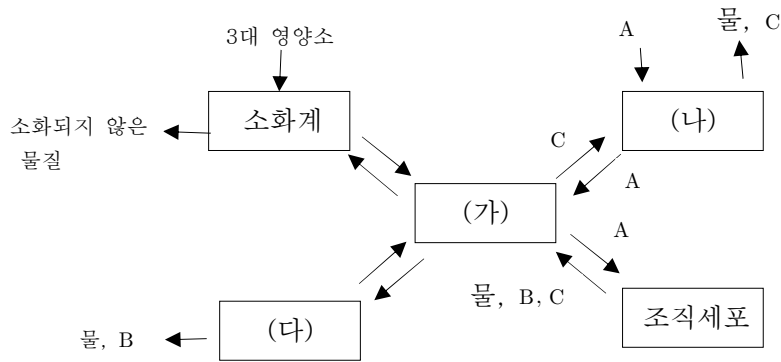 3대 영양소
A
물, C
소화계
(나)
소화되지 않은
물질
C
A
(가)
A
물, B, C
(다)
조직세포
물, B